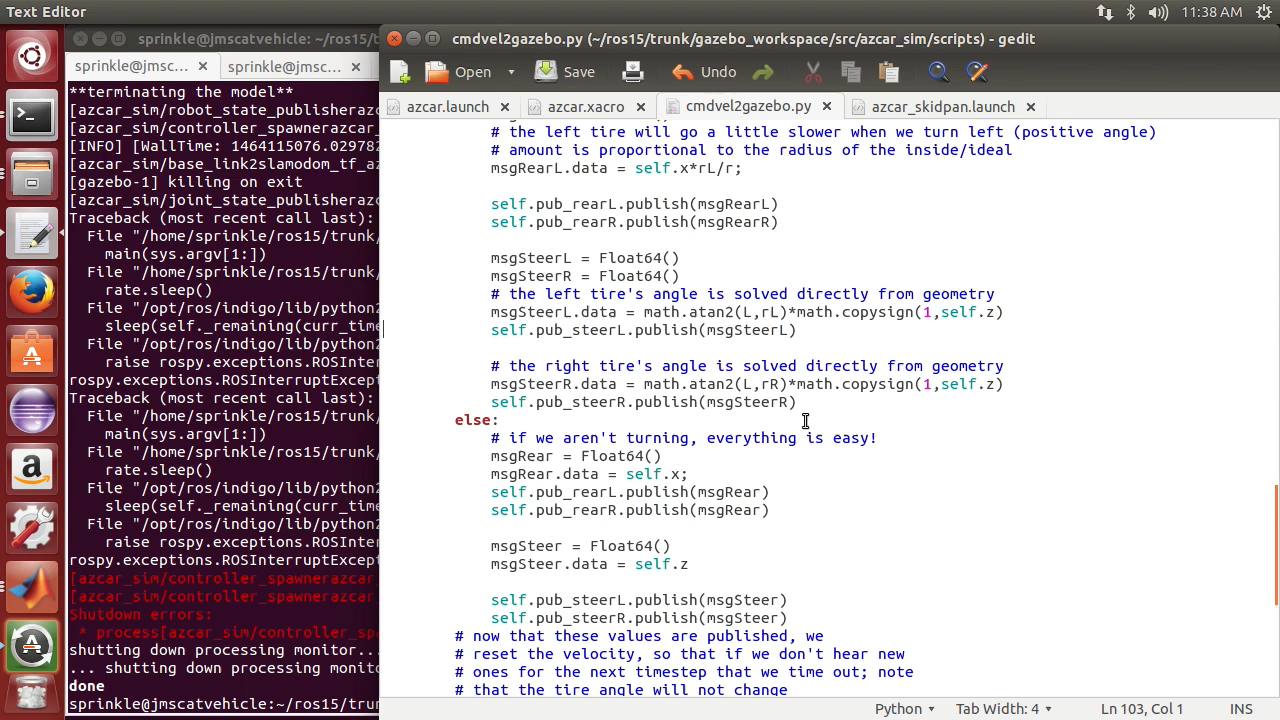 Text Editor
11:38 AM
sprinkle@jmscatvehicle: ~/ros15/t
cmdvel2gazebo.py (~/ros15/trunk/gazebo_workspace/src/azcar_sim/scripts) - gedit
sprinkle@jmsc...
sprinkle@jmsc
Open
Save
Undo
azcar.launch
azcar.xacro
cmdvel2gazebo.py
azcar_skidpan.launch
**terminating the model**
[azcar_sim/robot_state_publisherazc
[azcar_sim/controller_spawnerazcar_
[INFO] [WallTime: 1464115076.029782
[azcar_sim/base_link2slamodom_tf_az
[gazebo-1] killing on exit
[azcar_sim/joint_state_publisherazc
Traceback (most recent call last):
File "/home/sprinkle/ros15/trunk/
main(sys.argv[1:])
File "/home/sprinkle/ros15/trunk/
rate.sleep()
File "/opt/ros/indigo/lib/python2
sleep(self._remaining(curr_time
File "/opt/ros/indigo/lib/python2
raise rospy.exceptions.ROSInter
rospy.exceptions.ROSInterruptExcept
Traceback (most recent call last):
File "/home/sprinkle/ros15/trunk/
main(sys.argv[1:])
File "/home/sprinkle/ros15/trunk/
rate.sleep()
File "/opt/ros/indigo/lib/python2
sleep(self._remaining(curr_time
File "/opt/ros/indigo/lib/python2
raise rospy.exceptions.ROSInter
rospy.exceptions.ROSInterruptExcept
[azcar_sim/controller_spawnerazcar_
[azcar_sim/controller_spawnerazcar_
Shutdown errors:
* process[azcar_sim/controller_spa
shutting down processing monitor...
... shutting down processing monito
done
sprinkle@jmscatvehicle:~/ros15/trun
# the left tire will go a little slower when we turn left (positive angle)
# amount is proportional to the radius of the inside/ideal
msgRearL.data = self.x*rL/r;
self.pub_rearL.publish(msgRearL)
self.pub_rearR.publish(msgRearR)
msgSteerL = Float64()
msgSteerR = Float64()
# the left tire's angle is solved directly from geometry
msgSteerL.data = math.atan2(L,rL)*math.copysign(1,self.z)
self.pub_steerL.publish(msgSteerL)
# the right tire's angle is solved directly from geometry
msgSteerR.data = math.atan2(L,rR)*math.copysign(1,self.z)
self.pub_steerR.publish(msgSteerR)
else:
# if we aren't turning, everything is easy!
msgRear = Float64()
msgRear.data = self.x;
self.pub_rearL.publish(msgRear)
self.pub_rearR.publish(msgRear)
msgSteer = Float64()
msgSteer.data = self.z
self.pub_steerL.publish(msgSteer)
self.pub_steerR.publish(msgSteer)
# now that these values are published, we
# reset the velocity, so that if we don't hear new
# ones for the next timestep that we time out; note
# that the tire angle will not change
Python
Tab Width: 4
Ln 103, Col 1
INS